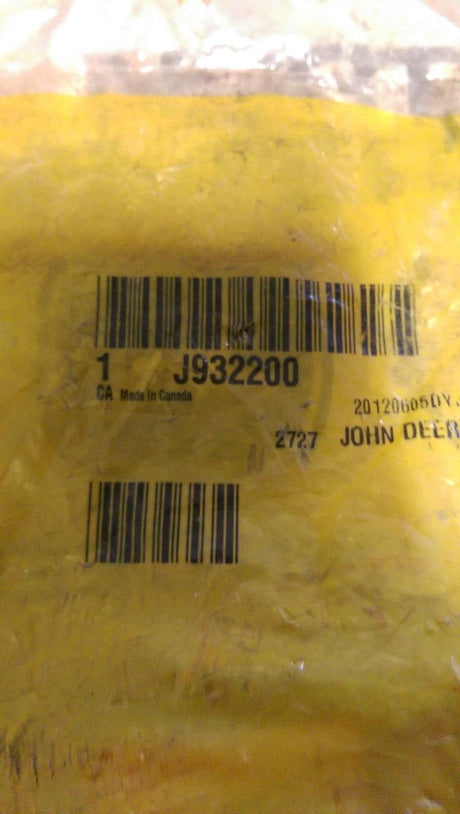 1 J932200
CA Made In Canada
2727 JOHN DEER